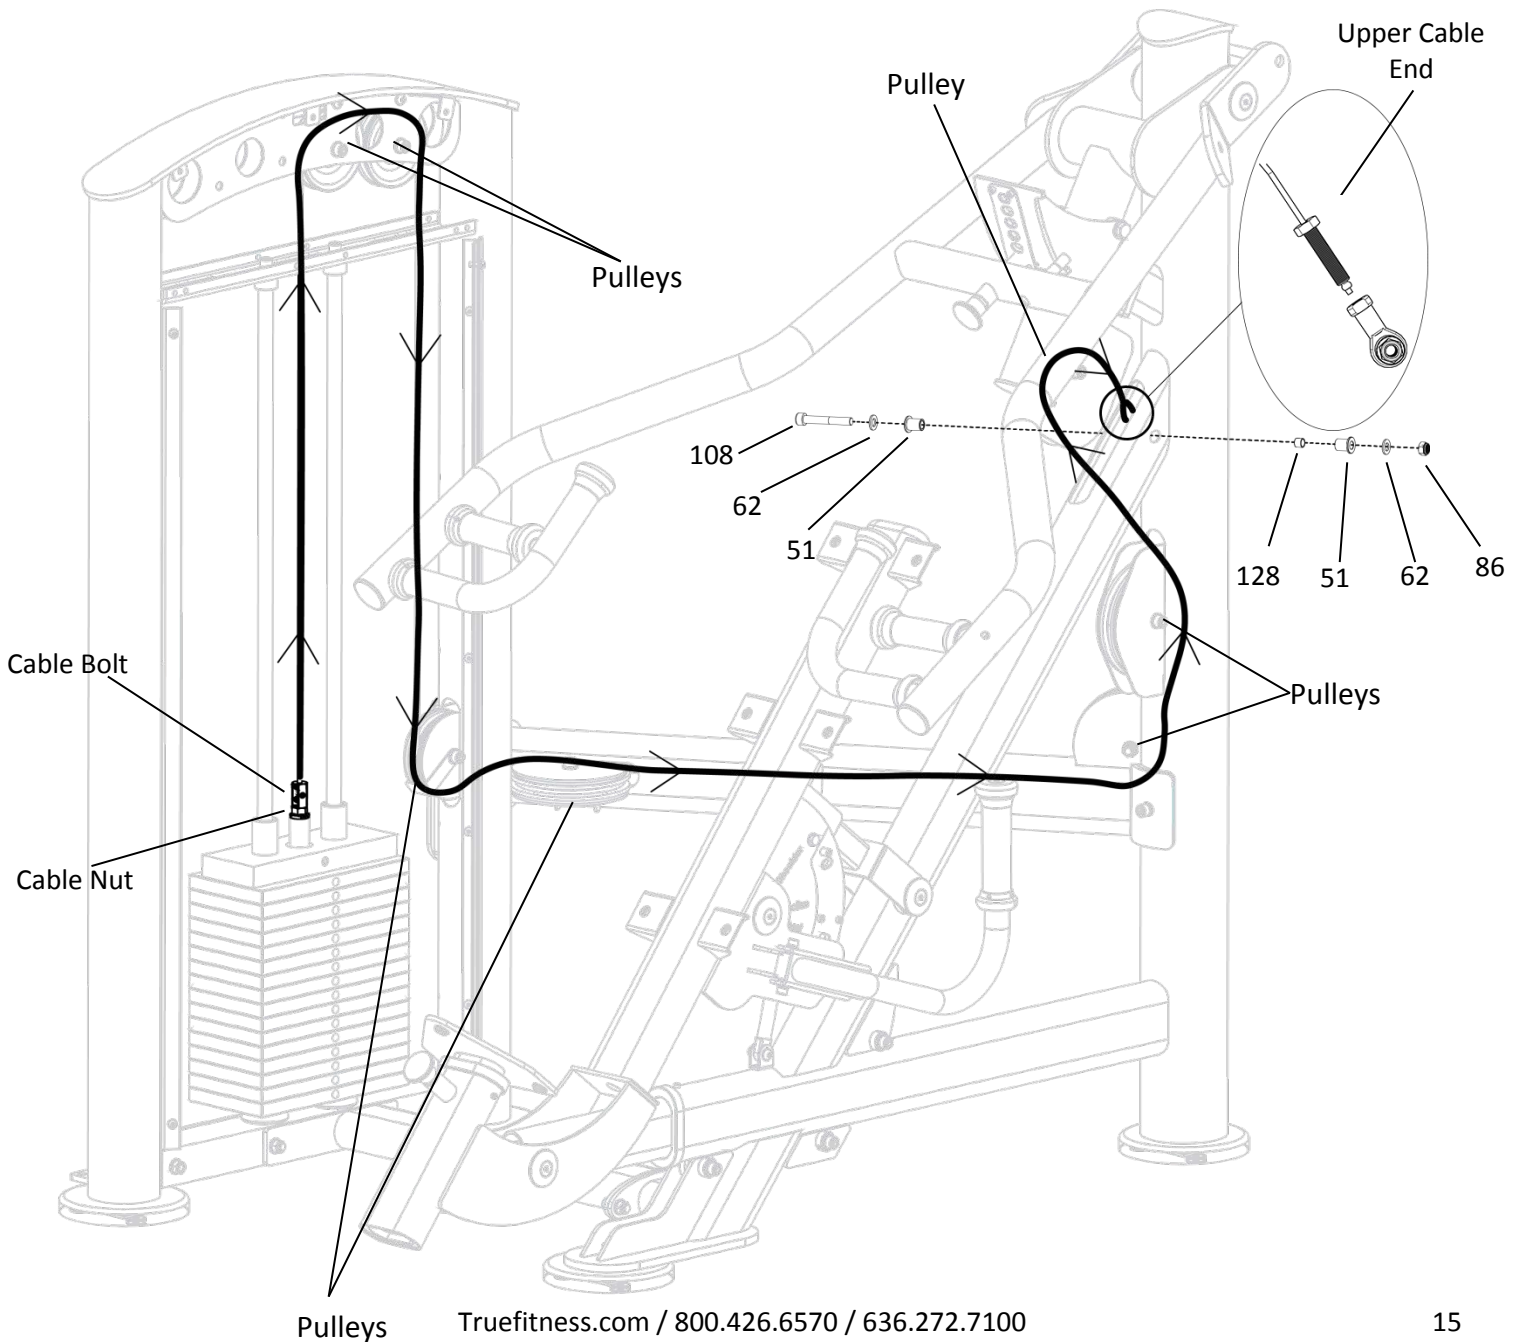 Upper Cable
End
Pulley
Pulleys
108
62
51
128
51
62
86
Cable Bolt
Pulleys
Cable Nut
Pulleys
Truefitness.com / 800.426.6570 / 636.272.7100
15